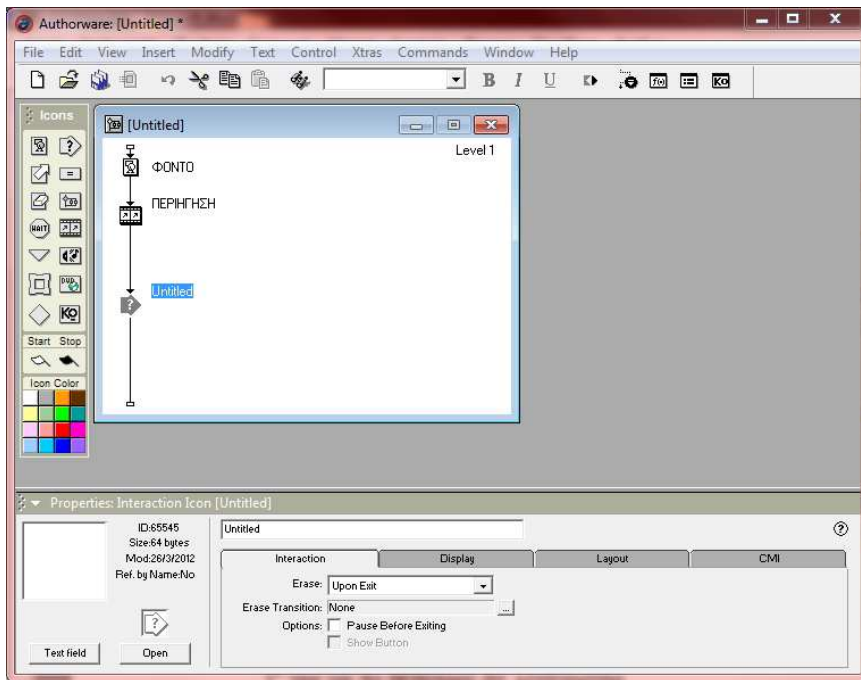 Authorware: [Untitled] *
File Edit View Insert Modify Text Control Xtras Commands Window Help
B I U
Icons
[Untitled]
Level 1
ΦΟΝΤΟ
ΠΕΡΙΗΓΗΣΗ
Untitled
WAIT
DVD
KO
Start Stop
Icon Color
Properties: Interaction Icon [Untitled]
ID:65545
Size:64 bytes
Mod:26/3/2012
Ref. by Name:No
Text field
Open
Untitled
Interaction Display Layout CMI
Erase: Upon Exit
Erase Transition: None ...
Options: Pause Before Exiting
Show Button